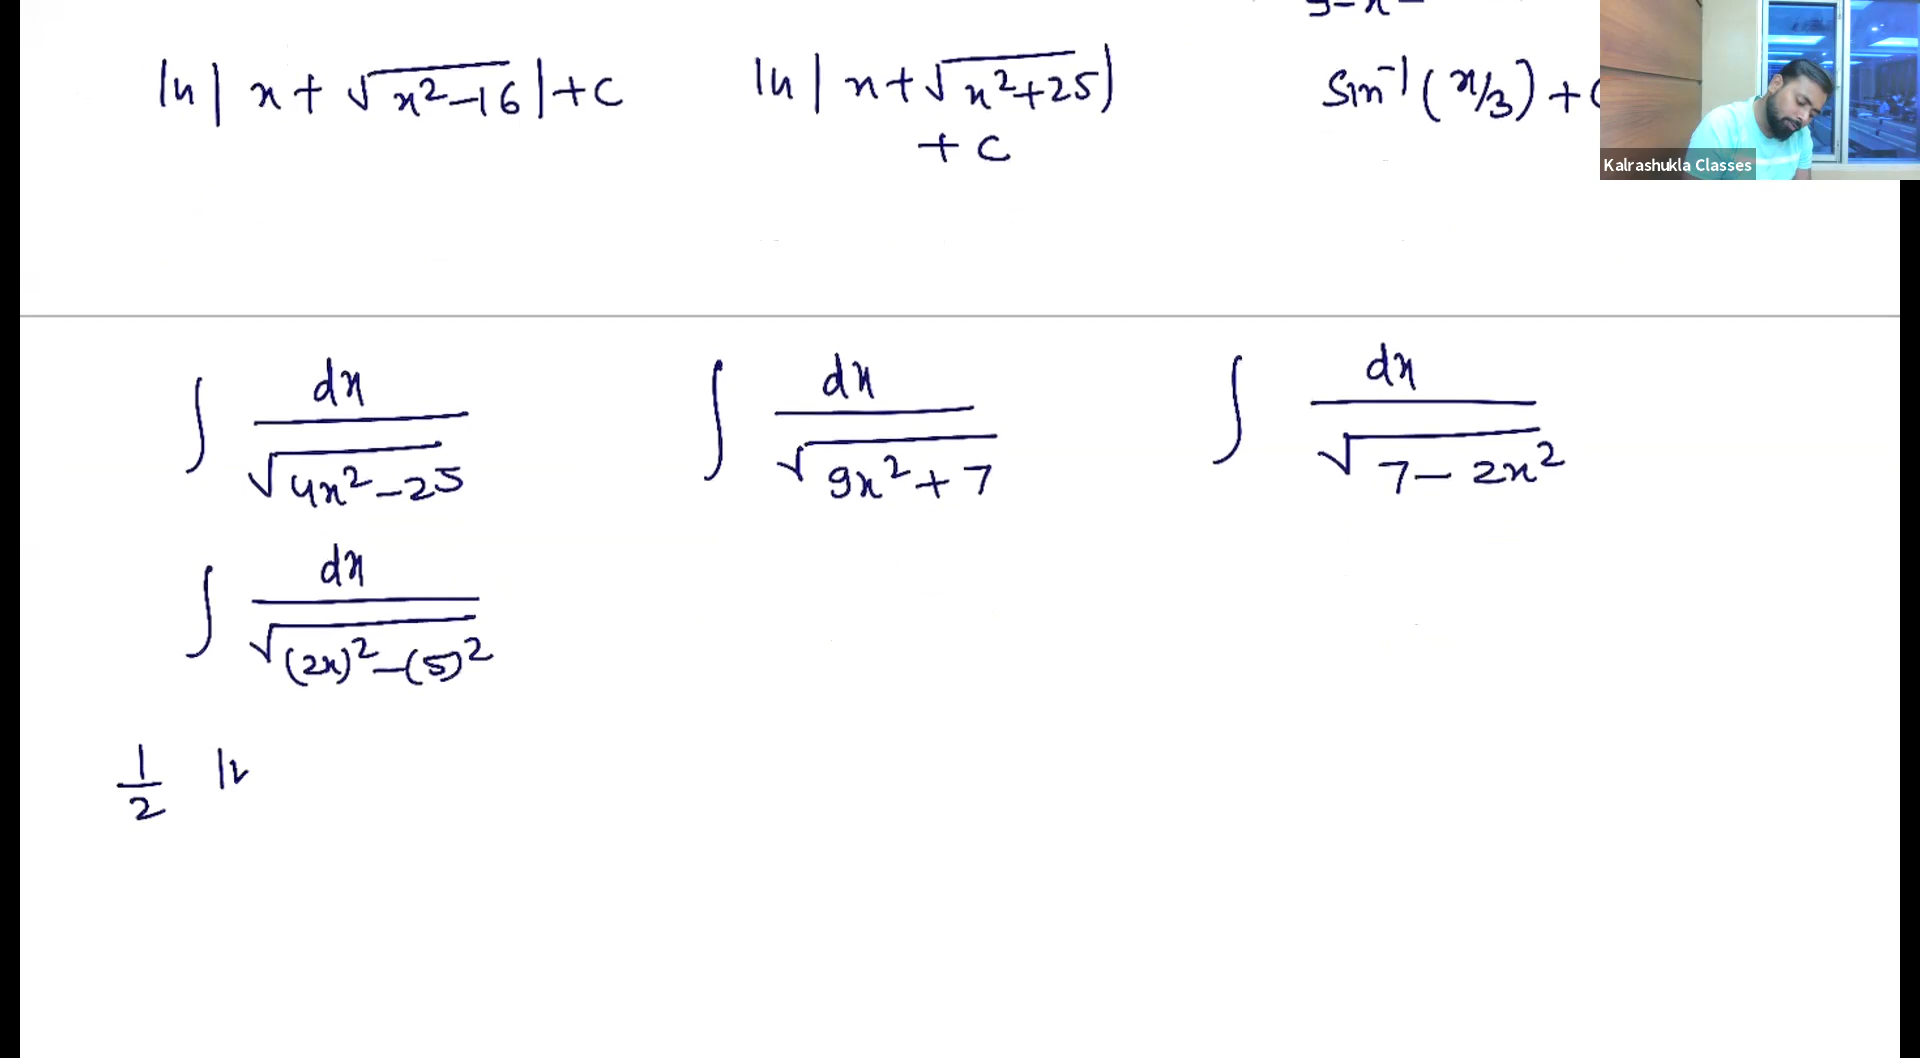 ln| x + √(x²-16) | + c
ln| x + √(x²+25) |
+ c
sin⁻¹(x/3) +
Kalrashukla Classes
∫ dx / √(4x²-25)
∫ dx / √(9x²+7)
∫ dx / √(7-2x²)
∫ dx / √((2x)²-(5)²)
1/2 ln